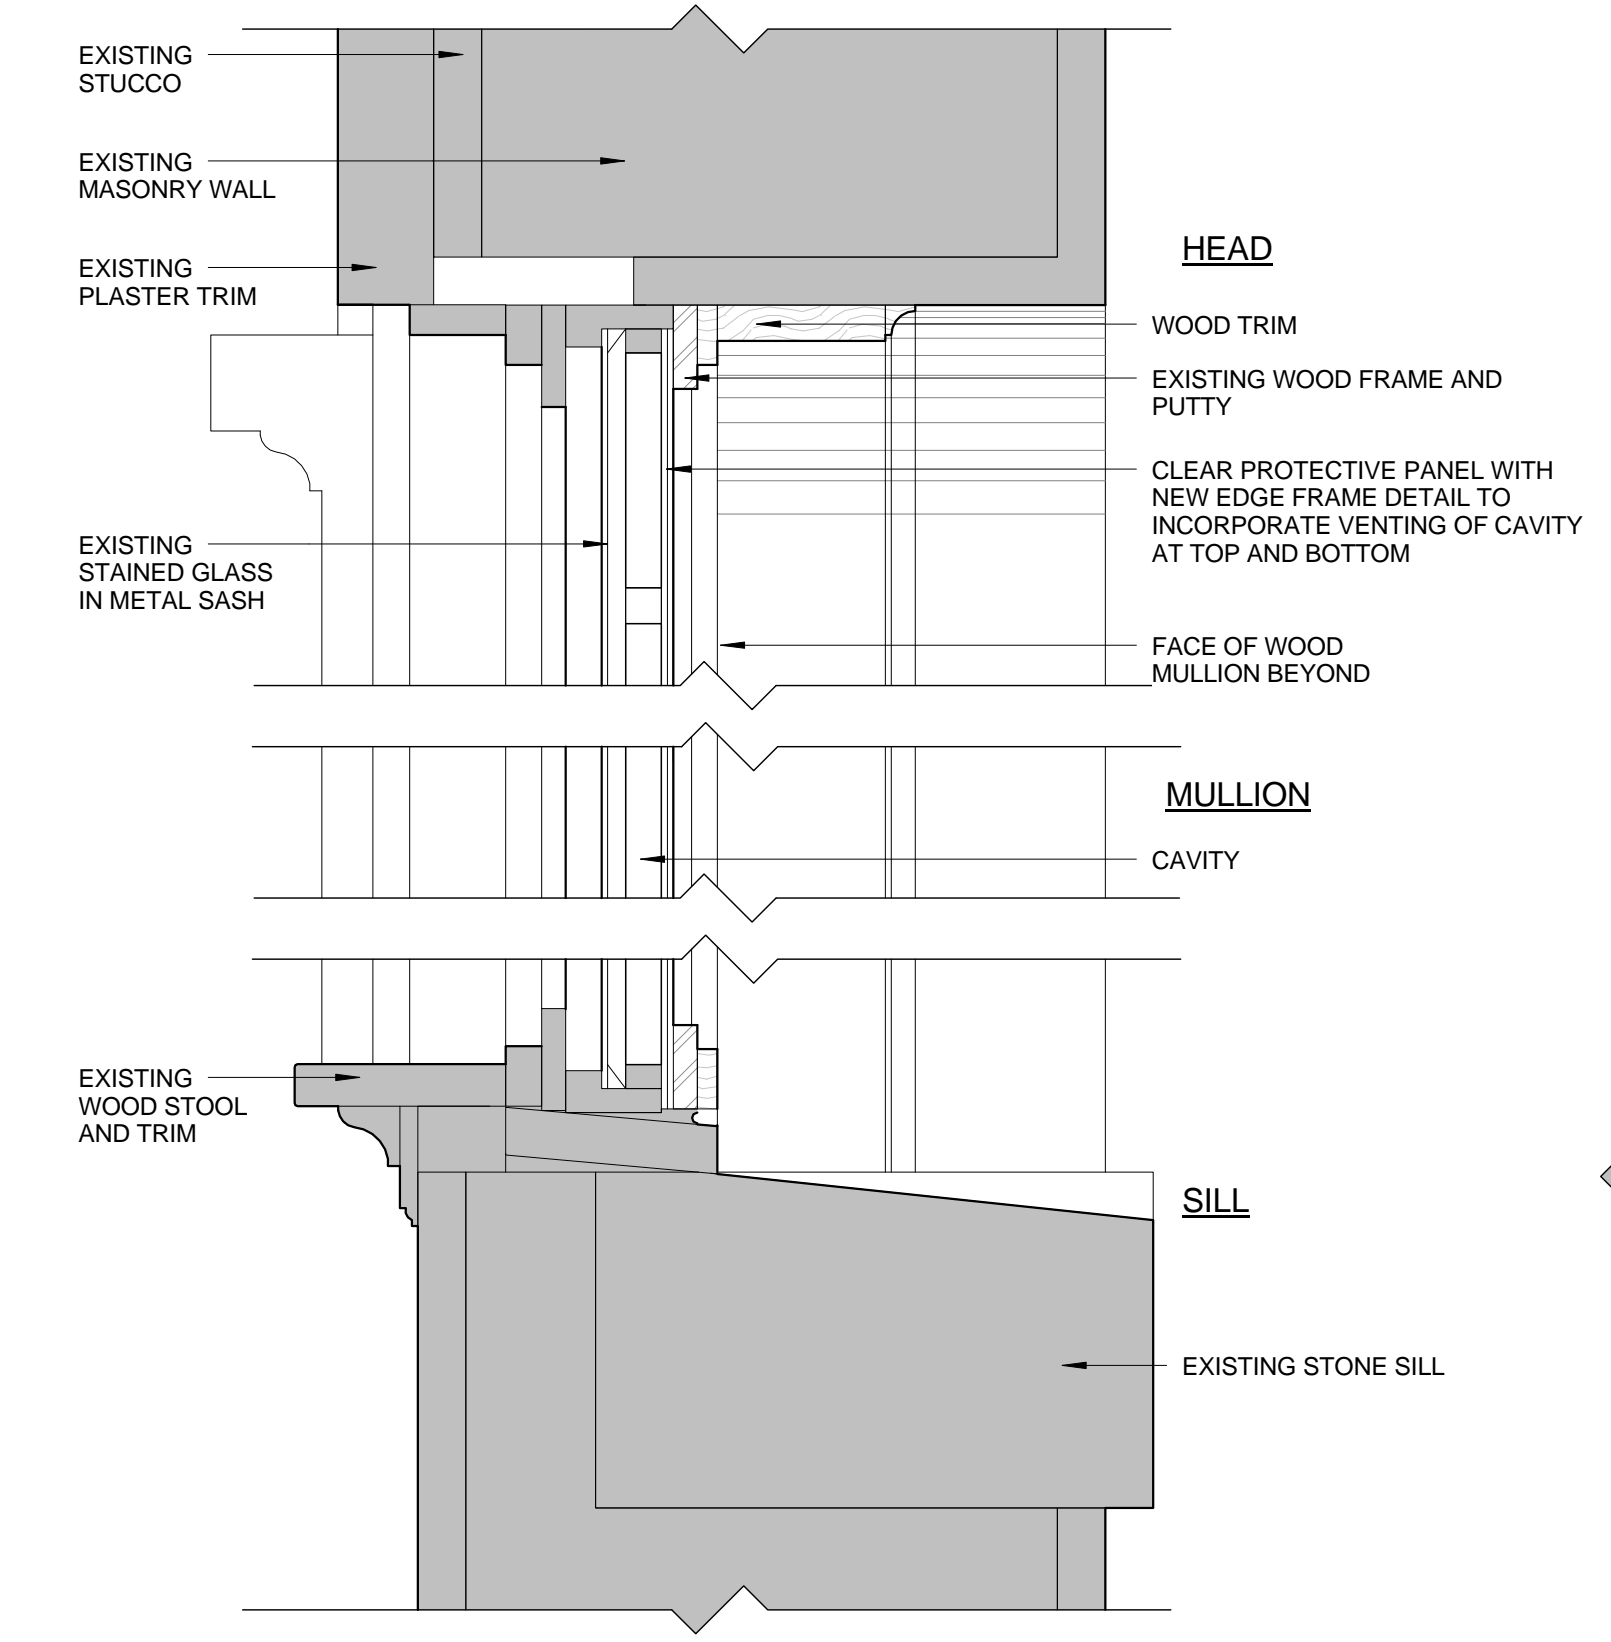 EXISTING
STUCCO
EXISTING
MASONRY WALL
EXISTING
PLASTER TRIM
EXISTING
STAINED GLASS
IN METAL SASH
EXISTING
WOOD STOOL
AND TRIM
HEAD
WOOD TRIM
EXISTING WOOD FRAME AND
PUTTY
CLEAR PROTECTIVE PANEL WITH
NEW EDGE FRAME DETAIL TO
INCORPORATE VENTING OF CAVITY
AT TOP AND BOTTOM
FACE OF WOOD
MULLION BEYOND
MULLION
CAVITY
SILL
EXISTING STONE SILL